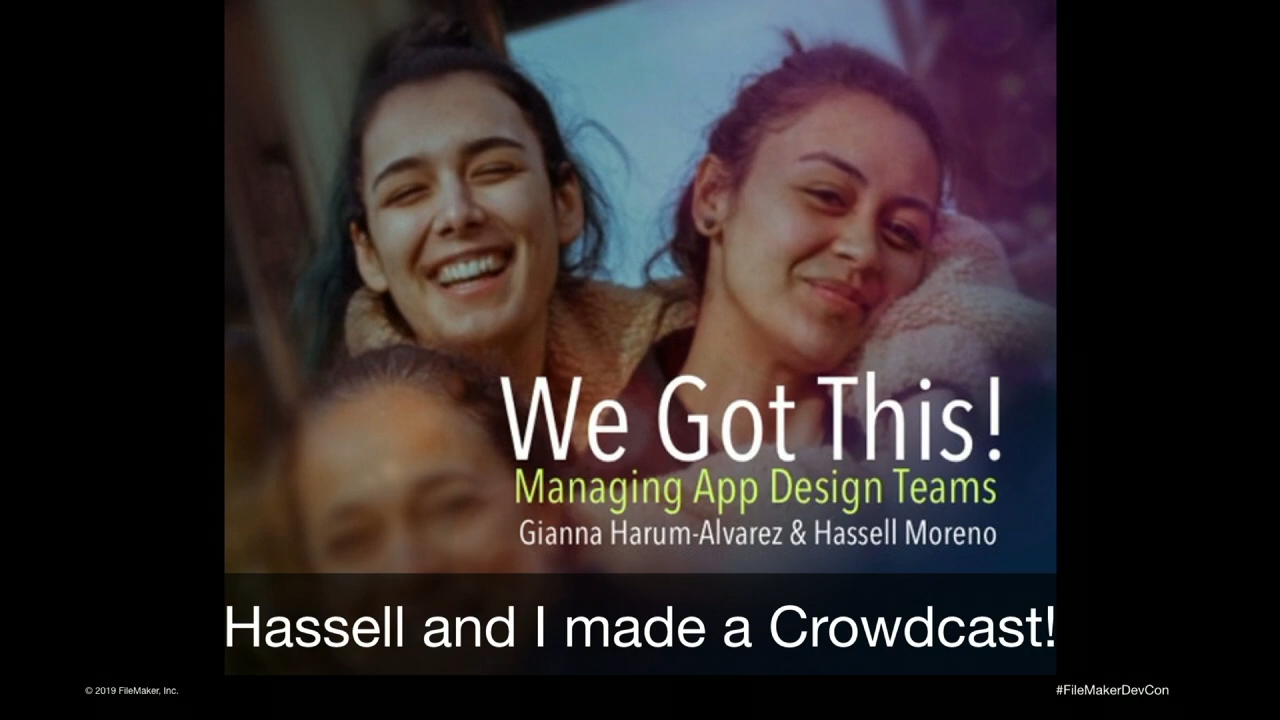 We Got This!
Managing App Design Teams
Gianna Harum-Alvarez & Hassell Moreno
Hassell and I made a Crowdcast!
© 2019 FileMaker, Inc.
#FileMakerDevCon